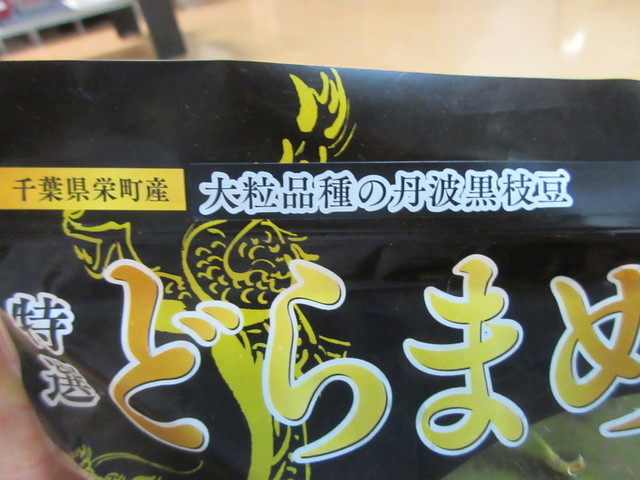 千葉県栄町産
大粒品種の丹波黒枝豆
特選
どらまめ